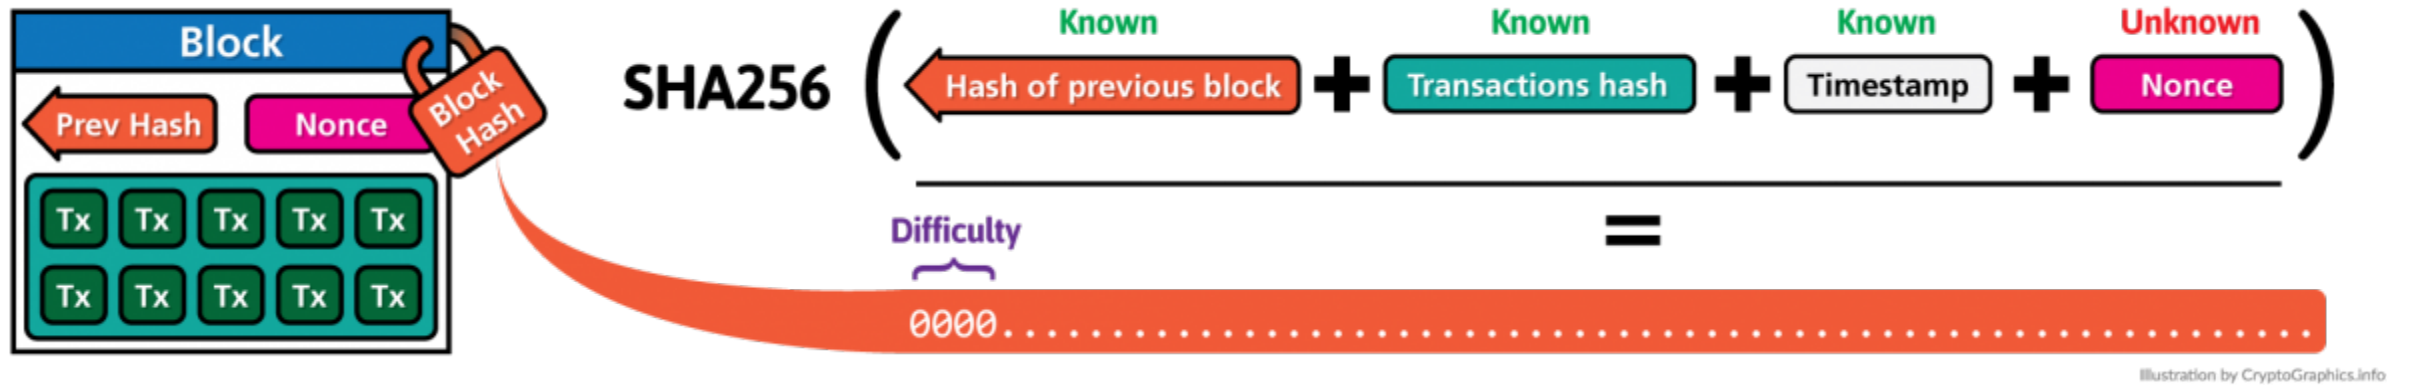 Block
Prev Hash
Nonce
Block
Hash
Tx Tx Tx Tx Tx
Tx Tx Tx Tx Tx
Known Known Known Unknown
SHA256 ( Hash of previous block + Transactions hash + Timestamp + Nonce )
=
Difficulty
0000............................................................
Illustration by CryptoGraphics.info